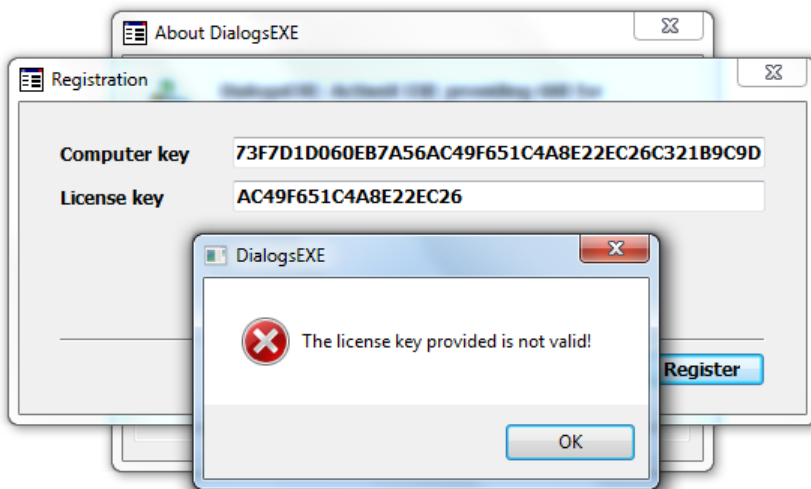 About DialogsEXE
Registration
Computer key 73F7D1D060EB7A56AC49F651C4A8E22EC26C321B9C9D
License key AC49F651C4A8E22EC26
DialogsEXE
The license key provided is not valid!
Register
OK